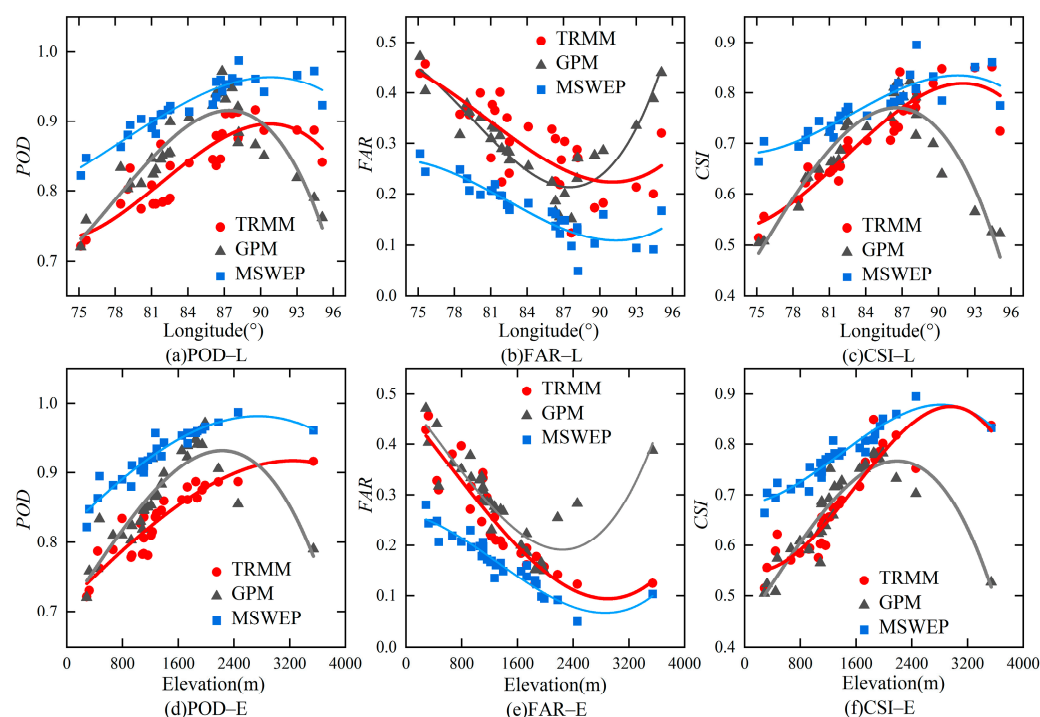 POD
1.0
0.9
0.8
0.7
TRMM
GPM
MSWEP
75 78 81 84 87 90 93 96
Longitude(°)
(a)POD–L
FAR
0.5
0.4
0.3
0.2
0.1
0.0
TRMM
GPM
MSWEP
75 78 81 84 87 90 93 96
Longitude(°)
(b)FAR–L
CSI
0.9
0.8
0.7
0.6
0.5
0.4
TRMM
GPM
MSWEP
75 78 81 84 87 90 93 96
Longitude(°)
(c)CSI–L
POD
1.0
0.9
0.8
0.7
TRMM
GPM
MSWEP
0 800 1600 2400 3200 4000
Elevation(m)
(d)POD–E
FAR
0.5
0.4
0.3
0.2
0.1
0.0
TRMM
GPM
MSWEP
0 800 1600 2400 3200 4000
Elevation(m)
(e)FAR–E
CSI
0.9
0.8
0.7
0.6
0.5
0.4
TRMM
GPM
MSWEP
0 800 1600 2400 3200 4000
Elevation(m)
(f)CSI–E